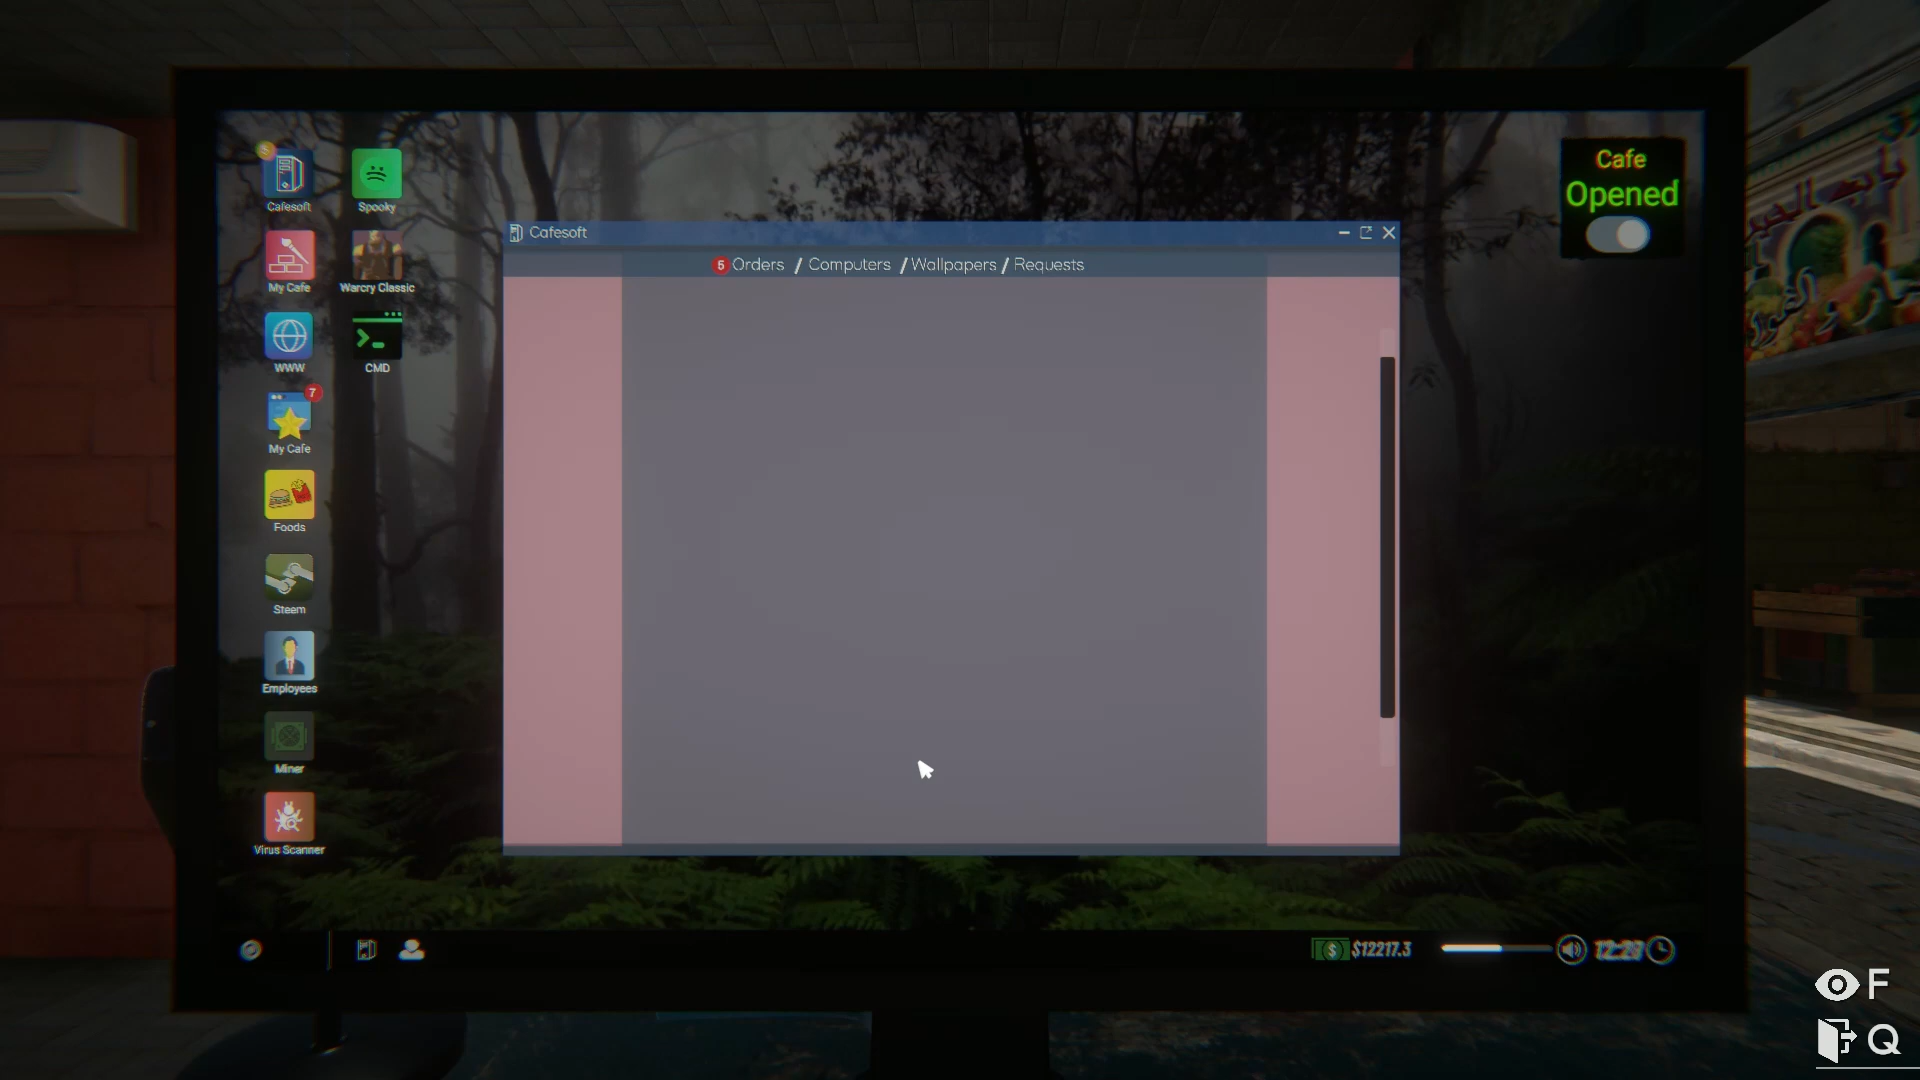 Cafe
Opened
Cafesoft
Spooky
My Cafe
Warcry Classic
WWW
CMD
7
My Cafe
Foods
Steem
Employees
Miner
Virus Scanner
Cafesoft
5 Orders / Computers / Wallpapers / Requests
$12217.3
F
Q